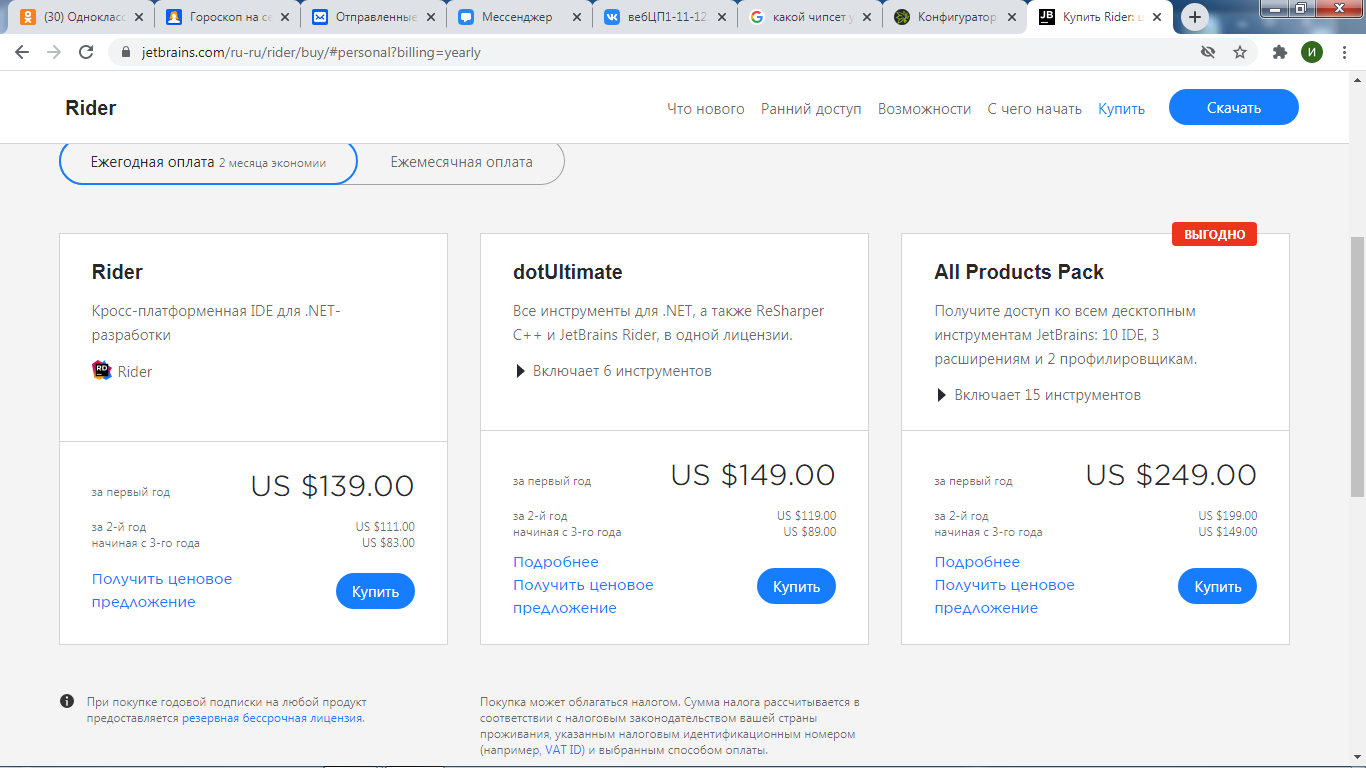 (30) Одноклас
Гороскоп на се
Отправленные
Мессенджер
вебЦП1-11-12
какой чипсет у
Конфигуратор
JB
Купить Rider: ц
jetbrains.com/ru-ru/rider/buy/#personal?billing=yearly
И
Rider
Что нового
Ранний доступ
Возможности
С чего начать
Купить
Скачать
Ежегодная оплата 2 месяца экономии
Ежемесячная оплата
Rider
Кросс-платформенная IDE для .NET-
разработки
RD
Rider
за первый год
US $139.00
за 2-й год
US $111.00
начиная с 3-го года
US $83.00
Получить ценовое
предложение
Купить
dotUltimate
Все инструменты для .NET, а также ReSharper
C++ и JetBrains Rider, в одной лицензии.
Включает 6 инструментов
за первый год
US $149.00
за 2-й год
US $119.00
начиная с 3-го года
US $89.00
Подробнее
Получить ценовое
предложение
Купить
ВЫГОДНО
All Products Pack
Получите доступ ко всем десктопным
инструментам JetBrains: 10 IDE, 3
расширениям и 2 профилировщикам.
Включает 15 инструментов
за первый год
US $249.00
за 2-й год
US $199.00
начиная с 3-го года
US $149.00
Подробнее
Получить ценовое
предложение
Купить
При покупке годовой подписки на любой продукт
предоставляется резервная бессрочная лицензия.
Покупка может облагаться налогом. Сумма налога рассчитывается в
соответствии с налоговым законодательством вашей страны
проживания, указанным налоговым идентификационным номером
(например, VAT ID) и выбранным способом оплаты.